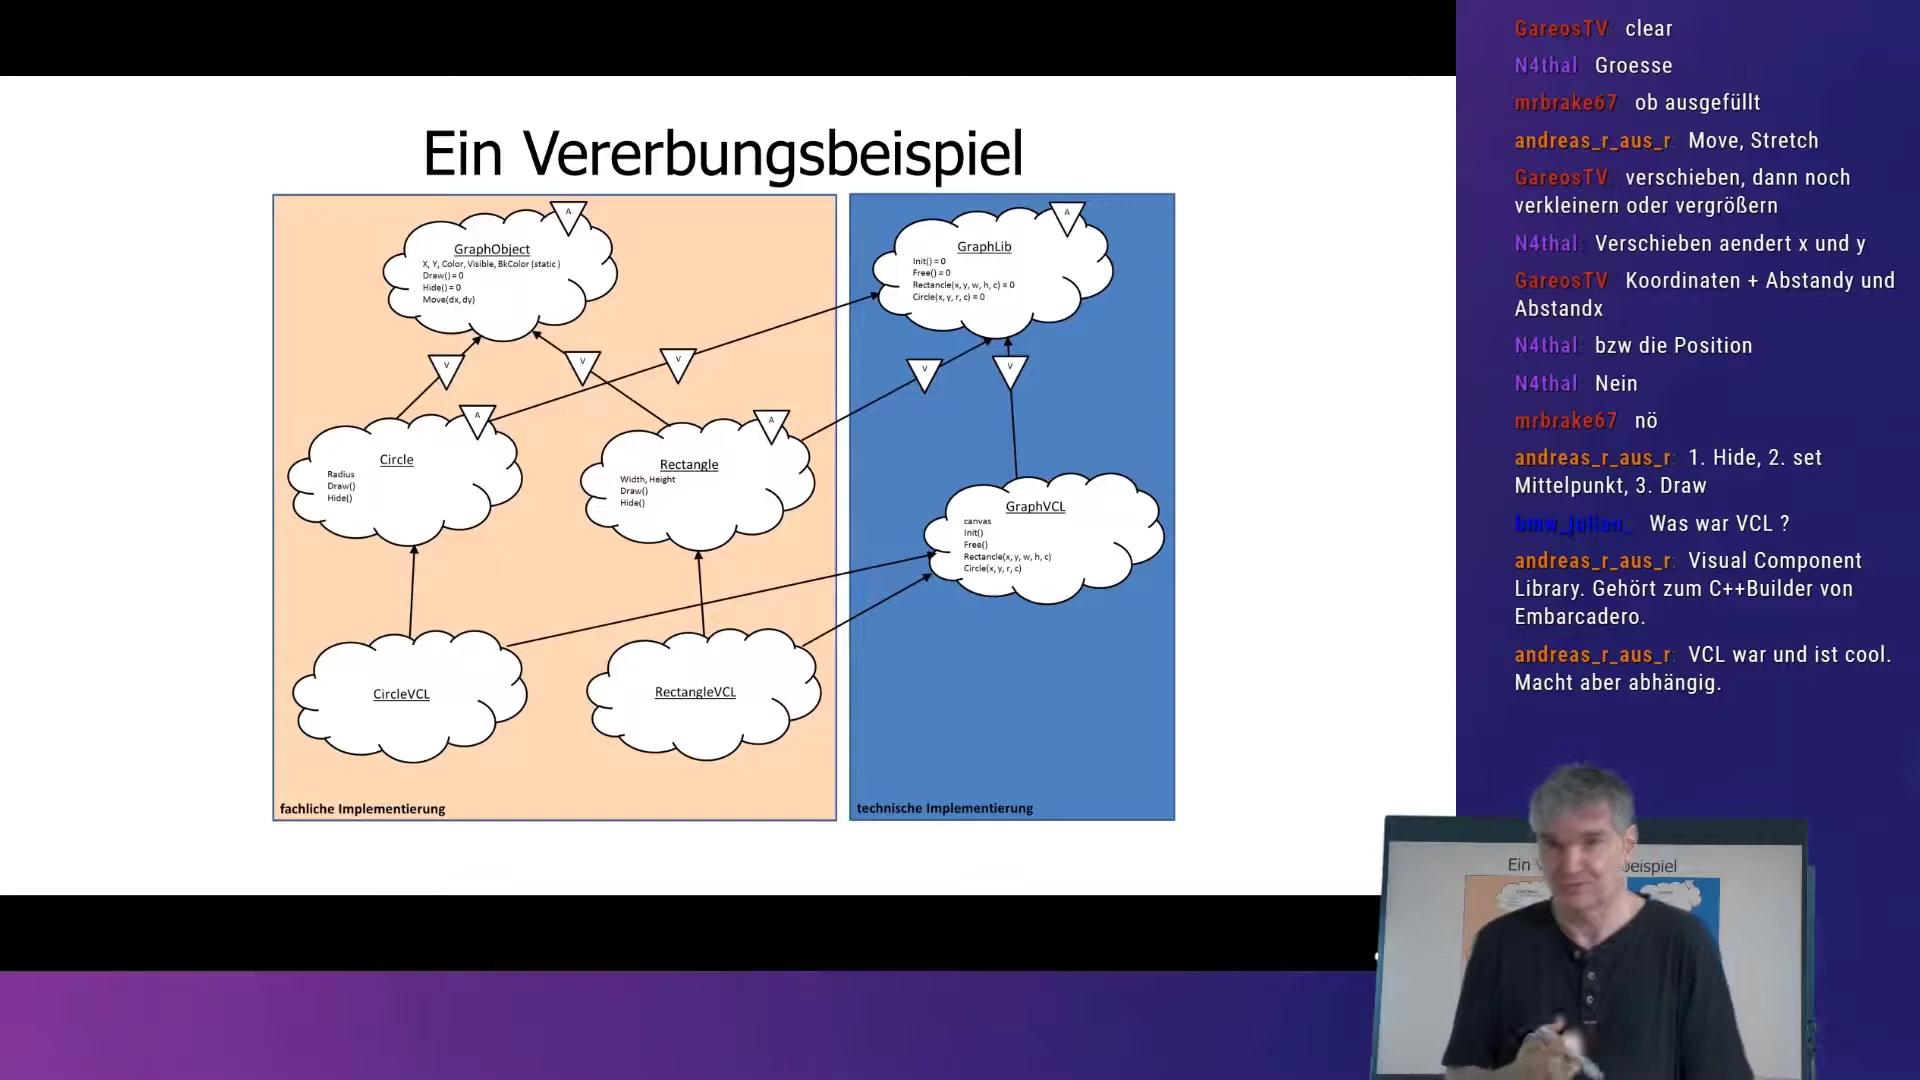 Ein Vererbungsbeispiel
A
GraphObject
X, Y, Color, Visible, BkColor (static )
Draw() = 0
Hide() = 0
Move(dx, dy)
A
GraphLib
Init() = 0
Free() = 0
Rectancle(x, y, w, h, c) = 0
Circle(x, y, r, c) = 0
V
V
V
V
V
A
Circle
Radius
Draw()
Hide()
A
Rectangle
Width, Height
Draw()
Hide()
GraphVCL
canvas
Init()
Free()
Rectancle(x, y, w, h, c)
Circle(x, y, r, c)
CircleVCL
RectangleVCL
fachliche Implementierung
technische Implementierung
GareosTV: clear
N4thal: Groesse
mrbrake67: ob ausgefüllt
andreas_r_aus_r: Move, Stretch
GareosTV: verschieben, dann noch
verkleinern oder vergrößern
N4thal: Verschieben aendert x und y
GareosTV: Koordinaten + Abstandy und
Abstandx
N4thal: bzw die Position
N4thal: Nein
mrbrake67: nö
andreas_r_aus_r: 1. Hide, 2. set
Mittelpunkt, 3. Draw
bmw_julian_: Was war VCL ?
andreas_r_aus_r: Visual Component
Library. Gehört zum C++Builder von
Embarcadero.
andreas_r_aus_r: VCL war und ist cool.
Macht aber abhängig.
Ein
beispiel